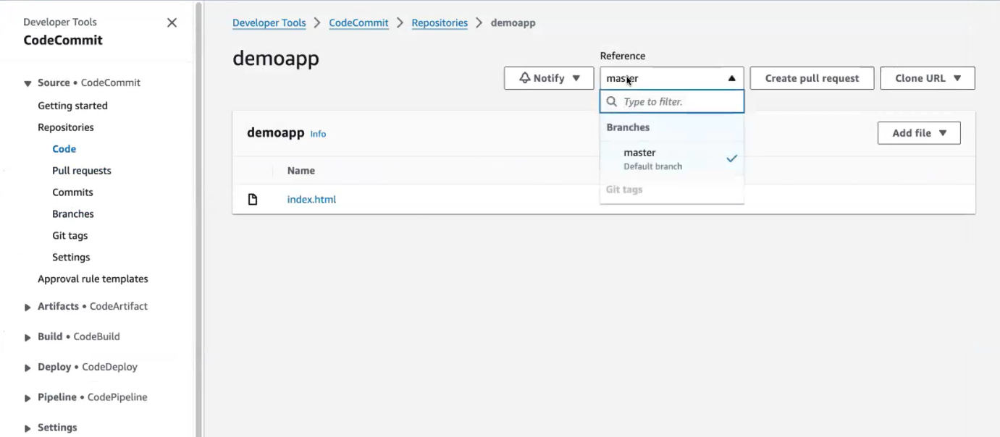 Developer Tools
CodeCommit
Source • CodeCommit
Getting started
Repositories
Code
Pull requests
Commits
Branches
Git tags
Settings
Approval rule templates
Artifacts • CodeArtifact
Build • CodeBuild
Deploy • CodeDeploy
Pipeline • CodePipeline
Settings
Developer Tools > CodeCommit > Repositories > demoapp
demoapp
Reference
Notify
master
Create pull request
Clone URL
Type to filter.
Branches
master
Default branch
Git tags
demoapp Info
Add file
Name
index.html